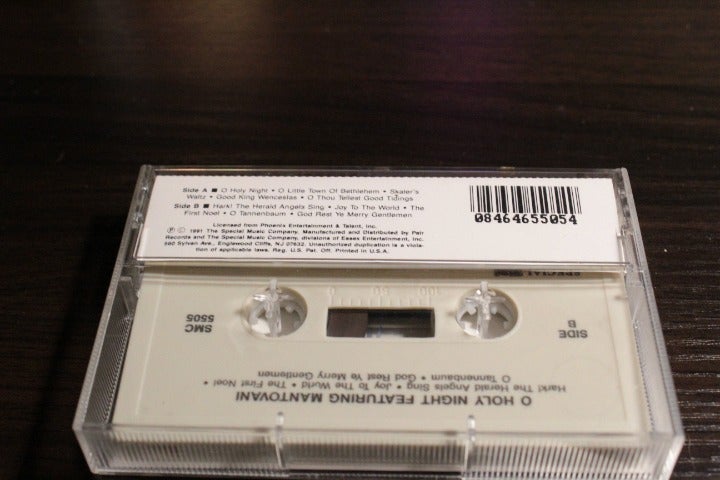 Side A ■ O Holy Night • O Little Town Of Bethlehem • Skater's
Waltz • Good King Wenceslas • O Thou Tellest Good Tidings
Side B ■ Hark! The Herald Angels Sing • Joy To The World • The
First Noel • O Tannenbaum • God Rest Ye Merry Gentlemen
Licensed from Phoenix Entertainment & Talent, Inc.
Ⓟ © 1991 The Special Music Company. Manufactured and Distributed by Pair
Records and The Special Music Company, divisions of Essex Entertainment, Inc.
560 Sylvan Ave., Englewood Cliffs, NJ 07632. Unauthorized duplication is a viola-
tion of applicable laws. Reg. U.S. Pat. Off. Printed in U.S.A.
08464655054
SPECIAL
0 50 100
SMC
5505
SIDE
B
O HOLY NIGHT FEATURING MANTOVANI
Hark! The Herald Angels Sing • Joy To The World • The First Noel •
O Tannenbaum • God Rest Ye Merry Gentlemen